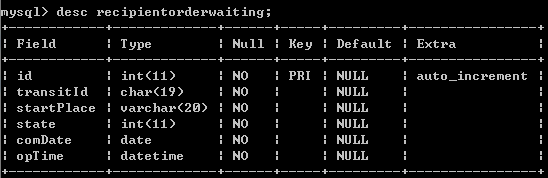 mysql> desc recipientorderwaiting;
+--------------+-------------+------+-----+---------+----------------+
| Field        | Type        | Null | Key | Default | Extra          |
+--------------+-------------+------+-----+---------+----------------+
| id           | int(11)     | NO   | PRI | NULL    | auto_increment |
| transitId    | char(19)    | NO   |     | NULL    |                |
| startPlace   | varchar(20) | NO   |     | NULL    |                |
| state        | int(11)     | NO   |     | NULL    |                |
| comDate      | date        | NO   |     | NULL    |                |
| opTime       | datetime    | NO   |     | NULL    |                |
+--------------+-------------+------+-----+---------+----------------+